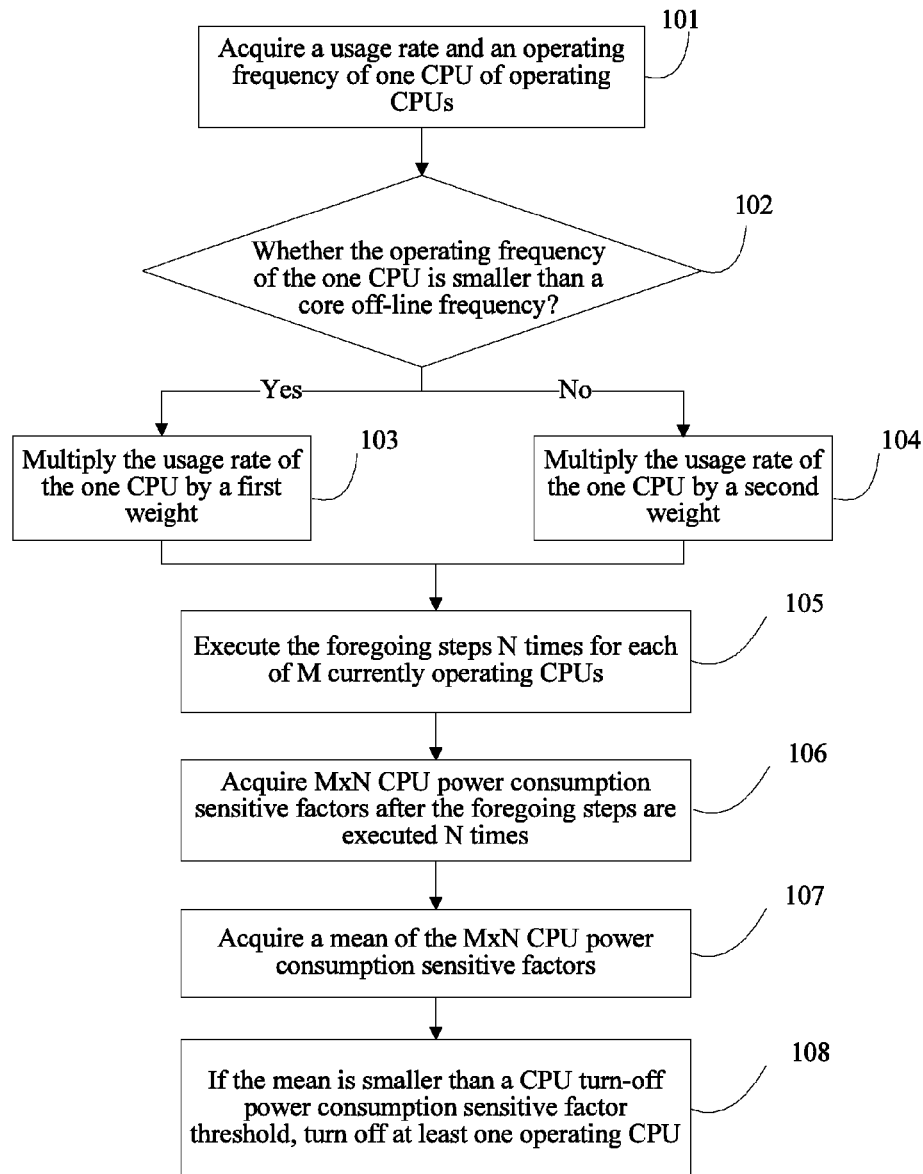 101
Acquire a usage rate and an operating
frequency of one CPU of operating
CPUs
102
Whether the operating frequency
of the one CPU is smaller than a
core off-line frequency?
Yes
No
103
Multiply the usage rate of
the one CPU by a first
weight
104
Multiply the usage rate of
the one CPU by a second
weight
105
Execute the foregoing steps N times for each
of M currently operating CPUs
106
Acquire MxN CPU power consumption
sensitive factors after the foregoing steps are
executed N times
107
Acquire a mean of the MxN CPU power
consumption sensitive factors
108
If the mean is smaller than a CPU turn-off
power consumption sensitive factor
threshold, turn off at least one operating CPU